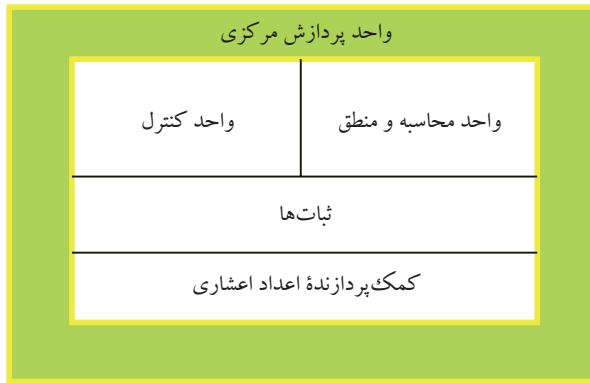 واحد پردازش مرکزی
واحد محاسبه و منطق
واحد کنترل
ثبات‌ها
کمک‌پردازندهٔ اعداد اعشاری